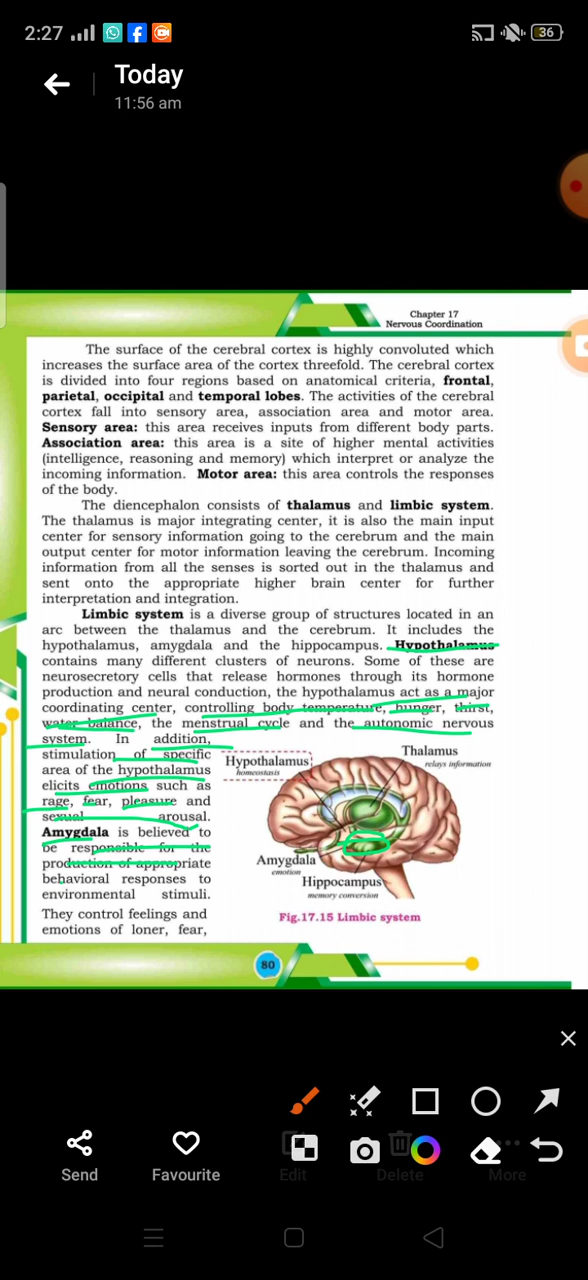 2:27
36
Today
11:56 am
Chapter 17
Nervous Coordination
The surface of the cerebral cortex is highly convoluted which
increases the surface area of the cortex threefold. The cerebral cortex
is divided into four regions based on anatomical criteria, frontal,
parietal, occipital and temporal lobes. The activities of the cerebral
cortex fall into sensory area, association area and motor area.
Sensory area: this area receives inputs from different body parts.
Association area: this area is a site of higher mental activities
(intelligence, reasoning and memory) which interpret or analyze the
incoming information. Motor area: this area controls the responses
of the body.
The diencephalon consists of thalamus and limbic system.
The thalamus is major integrating center, it is also the main input
center for sensory information going to the cerebrum and the main
output center for motor information leaving the cerebrum. Incoming
information from all the senses is sorted out in the thalamus and
sent onto the appropriate higher brain center for further
interpretation and integration.
Limbic system is a diverse group of structures located in an
arc between the thalamus and the cerebrum. It includes the
hypothalamus, amygdala and the hippocampus. Hypothalamus
contains many different clusters of neurons. Some of these are
neurosecretory cells that release hormones through its hormone
production and neural conduction, the hypothalamus act as a major
coordinating center, controlling body temperature, hunger, thirst,
water balance, the menstrual cycle and the autonomic nervous
system. In addition,
stimulation of specific
area of the hypothalamus
elicits emotions such as
rage, fear, pleasure and
sexual arousal.
Amygdala is believed to
be responsible for the
production of appropriate
behavioral responses to
environmental stimuli.
They control feelings and
emotions of loner, fear,
Hypothalamus
homeostasis
Thalamus
relays information
Amygdala
emotion
Hippocampus
memory conversion
Fig.17.15 Limbic system
80
Send
Favourite
Edit
Delete
More